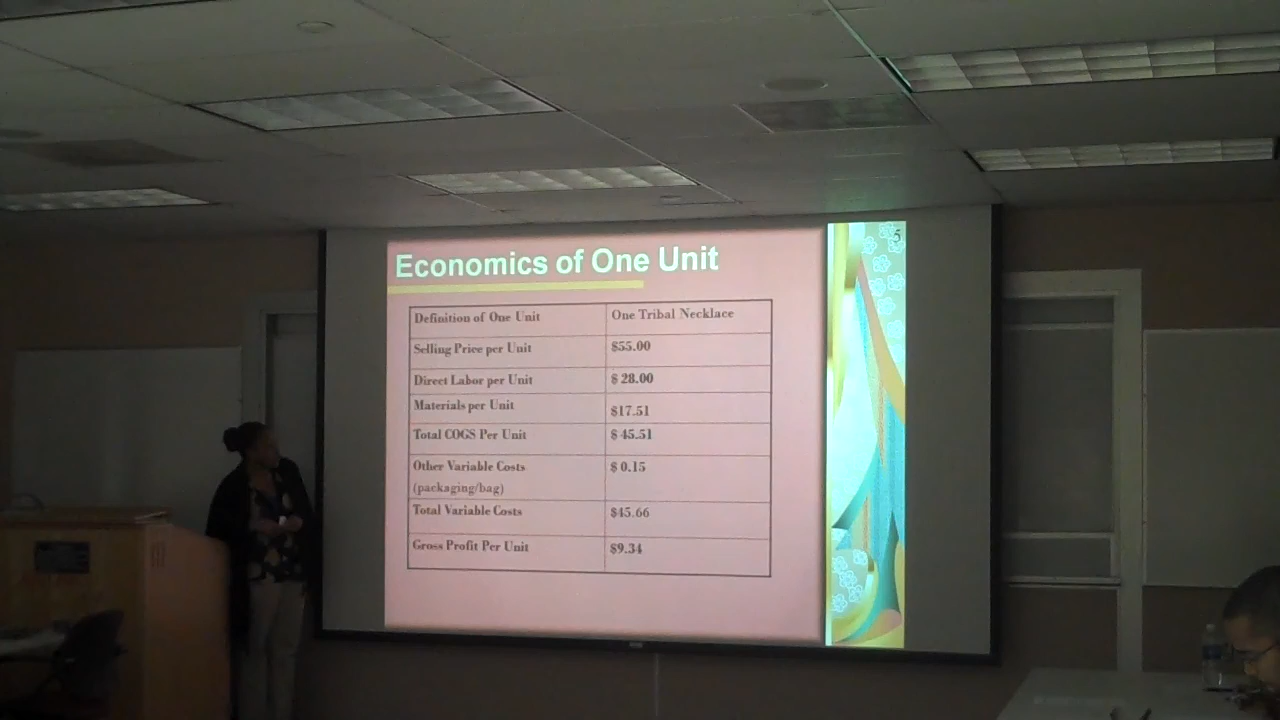 5
Economics of One Unit
Definition of One Unit One Tribal Necklace
Selling Price per Unit $55.00
Direct Labor per Unit $ 28.00
Materials per Unit $17.51
Total COGS Per Unit $ 45.51
Other Variable Costs $ 0.15
(packaging/bag)
Total Variable Costs $45.66
Gross Profit Per Unit $9.34